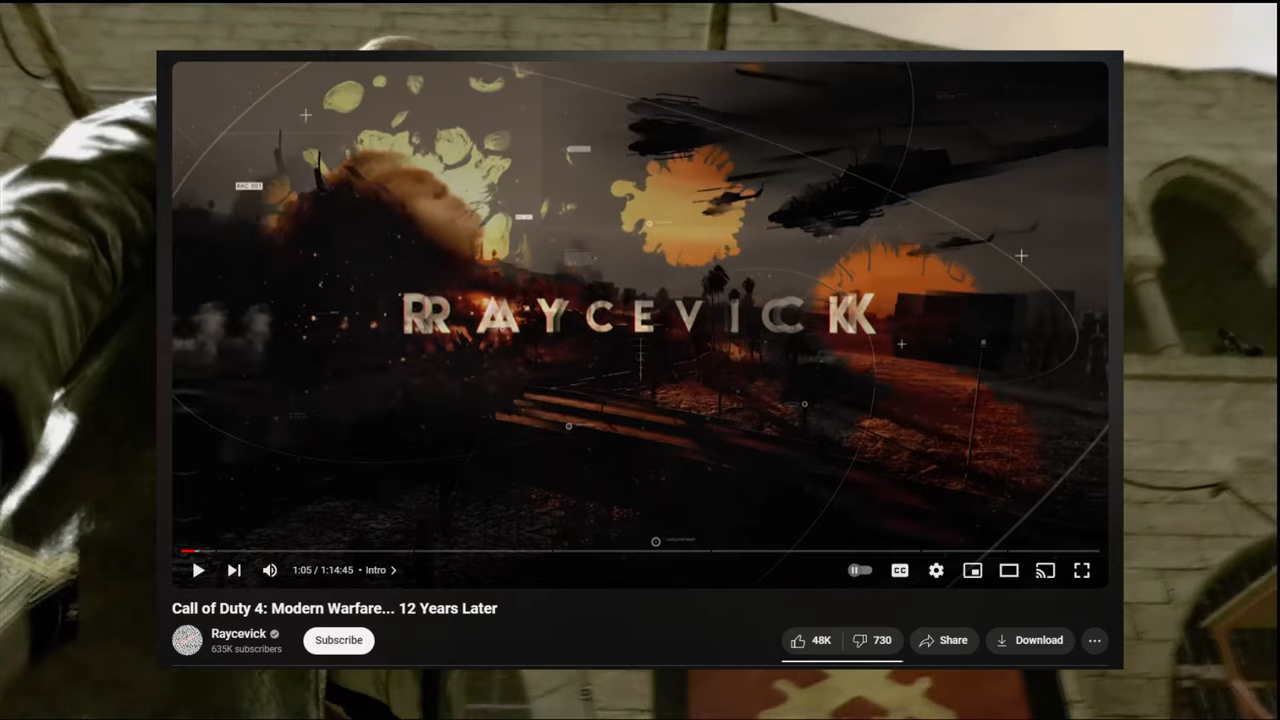 RAYCEVICK
1:05 / 1:14:45 • Intro
CC
Call of Duty 4: Modern Warfare... 12 Years Later
Raycevick
635K subscribers
Subscribe
48K
730
Share
Download